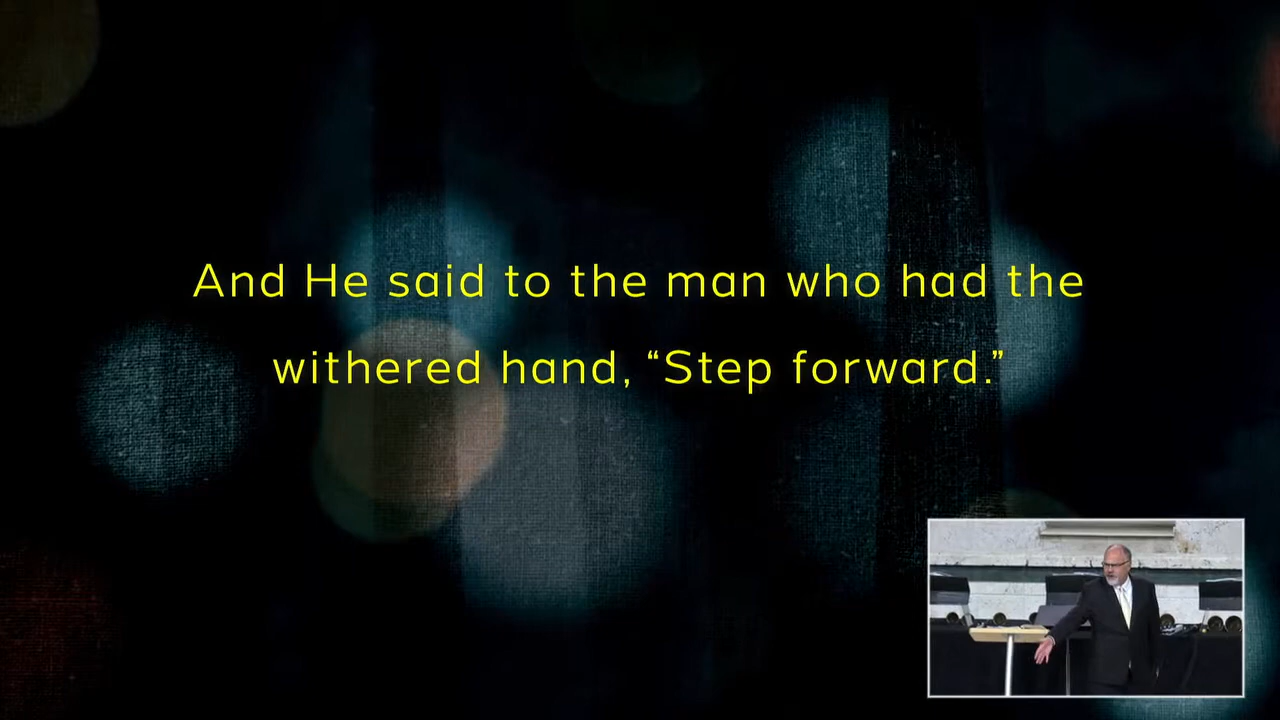 And He said to the man who had the
withered hand, “Step forward.”